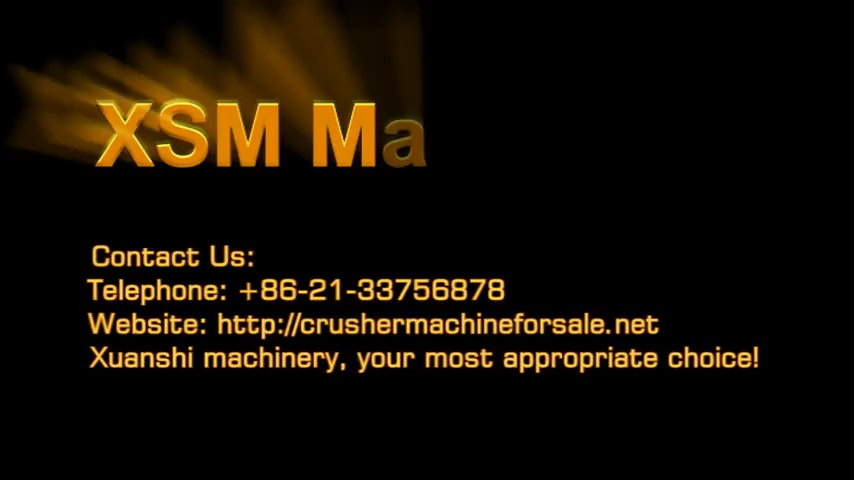 XSM Ma
Contact Us:
Telephone: +86-21-33756878
Website: http://crushermachineforsale.net
Xuanshi machinery, your most appropriate choice!